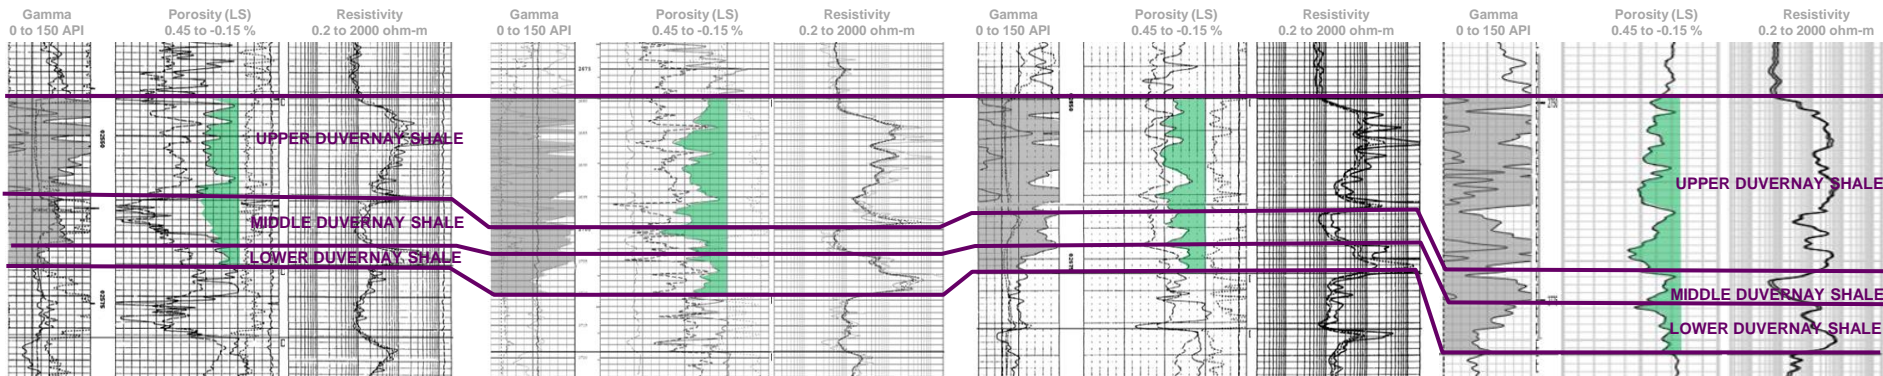 Gamma
0 to 150 API
Porosity (LS)
0.45 to -0.15 %
Resistivity
0.2 to 2000 ohm-m
Gamma
0 to 150 API
Porosity (LS)
0.45 to -0.15 %
Resistivity
0.2 to 2000 ohm-m
Gamma
0 to 150 API
Porosity (LS)
0.45 to -0.15 %
Resistivity
0.2 to 2000 ohm-m
Gamma
0 to 150 API
Porosity (LS)
0.45 to -0.15 %
Resistivity
0.2 to 2000 ohm-m
UPPER DUVERNAY SHALE
MIDDLE DUVERNAY SHALE
LOWER DUVERNAY SHALE
UPPER DUVERNAY SHALE
MIDDLE DUVERNAY SHALE
LOWER DUVERNAY SHALE
02550
02575
2675